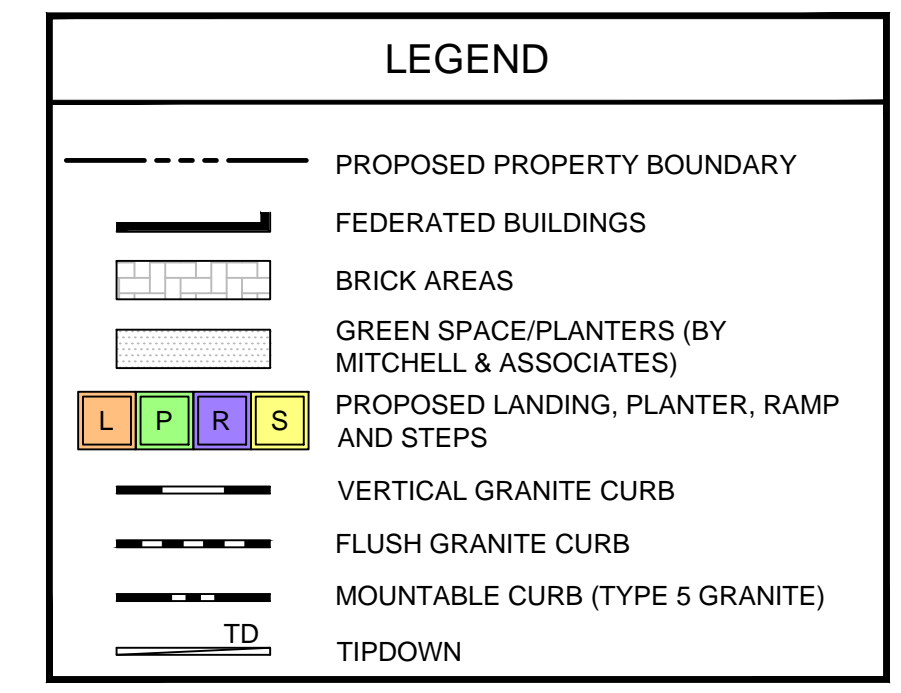 LEGEND
PROPOSED PROPERTY BOUNDARY
FEDERATED BUILDINGS
BRICK AREAS
GREEN SPACE/PLANTERS (BY
MITCHELL & ASSOCIATES)
L P R S
PROPOSED LANDING, PLANTER, RAMP
AND STEPS
VERTICAL GRANITE CURB
FLUSH GRANITE CURB
MOUNTABLE CURB (TYPE 5 GRANITE)
TD
TIPDOWN